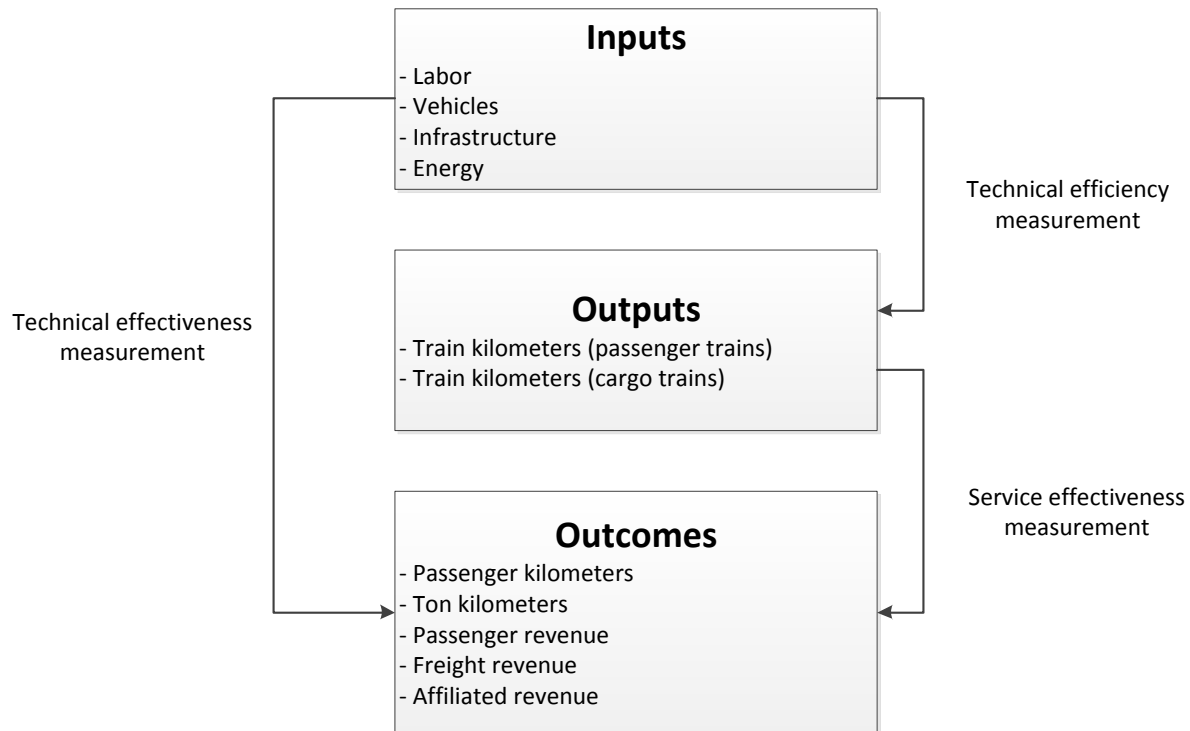 Inputs
- Labor
- Vehicles
- Infrastructure
- Energy
Technical efficiency
measurement
Outputs
- Train kilometers (passenger trains)
- Train kilometers (cargo trains)
Technical effectiveness
measurement
Service effectiveness
measurement
Outcomes
- Passenger kilometers
- Ton kilometers
- Passenger revenue
- Freight revenue
- Affiliated revenue